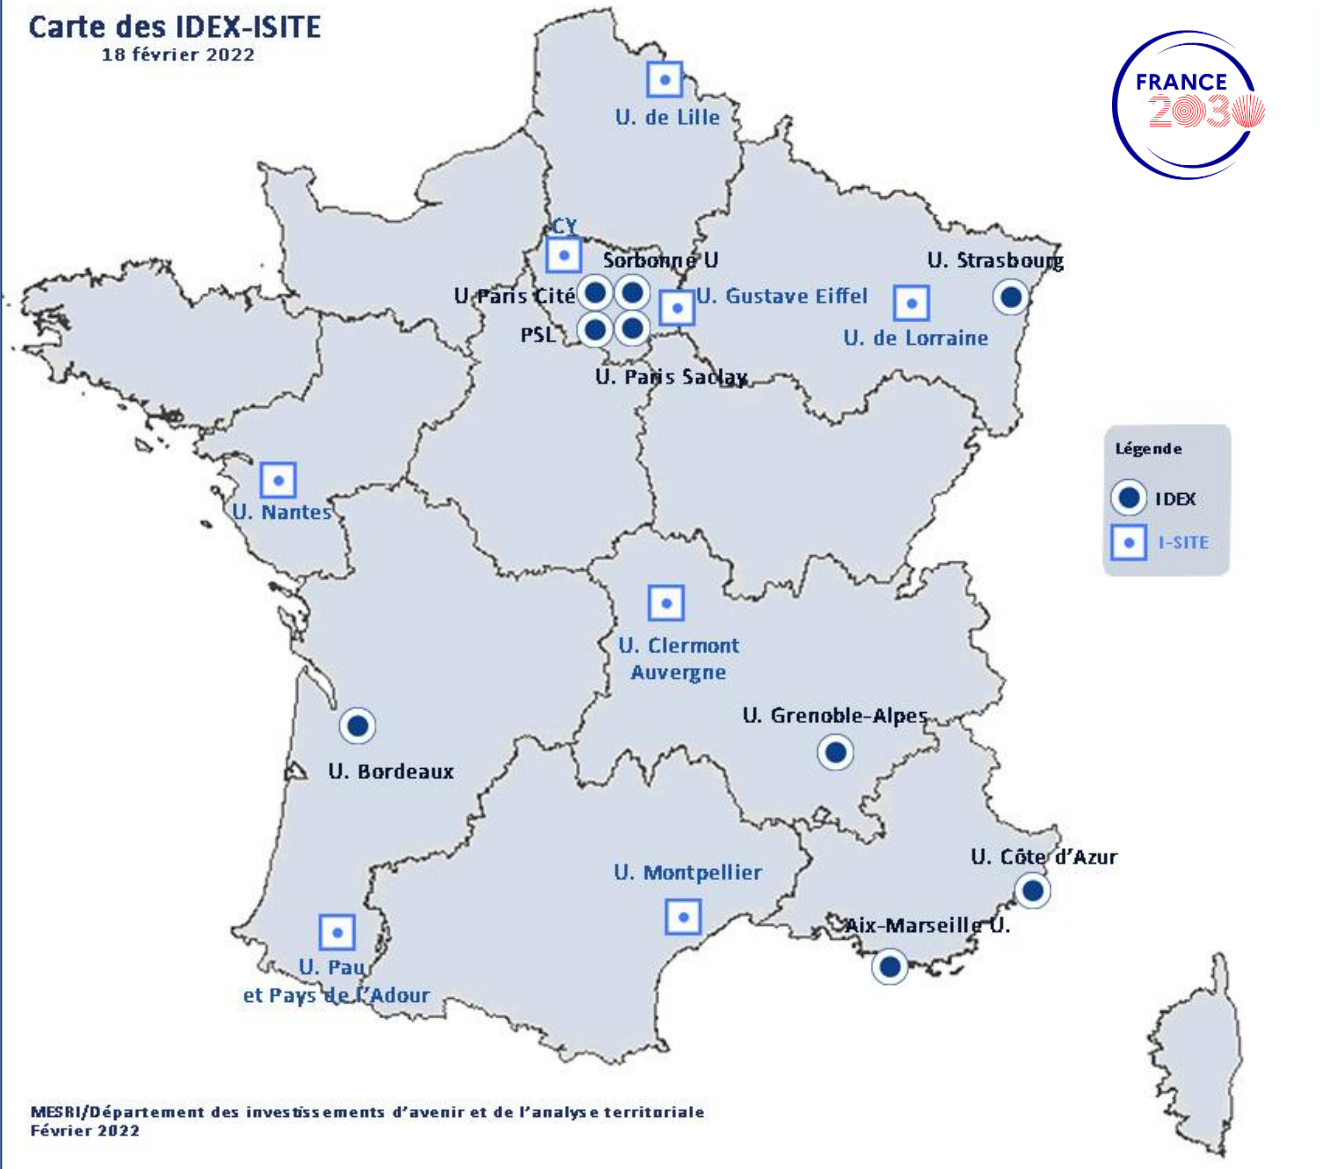 Carte des IDEX-ISITE
18 février 2022
FRANCE
2030
U. de Lille
CY
Sorbonne U
U. Strasbourg
U Paris Cité
U. Gustave Eiffel
PSL
U. de Lorraine
U. Paris Saclay
Légende
IDEX
I-SITE
U. Nantes
U. Clermont
Auvergne
U. Grenoble-Alpes
U. Bordeaux
U. Côte d'Azur
U. Montpellier
Aix-Marseille U.
U. Pau
et Pays de l'Adour
MESRI/Département des investissements d'avenir et de l'analyse territoriale
Février 2022